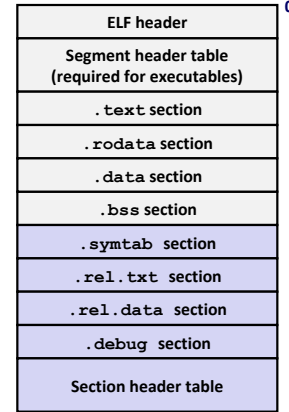 ELF header
Segment header table
(required for executables)
.text section
.rodata section
.data section
.bss section
.symtab section
.rel.txt section
.rel.data section
.debug section
Section header table